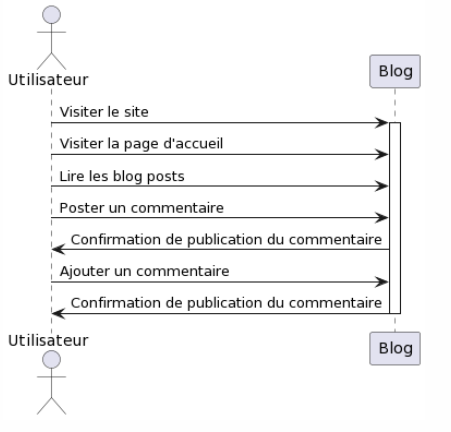 Utilisateur
Blog
Visiter le site
Visiter la page d'accueil
Lire les blog posts
Poster un commentaire
Confirmation de publication du commentaire
Ajouter un commentaire
Confirmation de publication du commentaire
Utilisateur
Blog